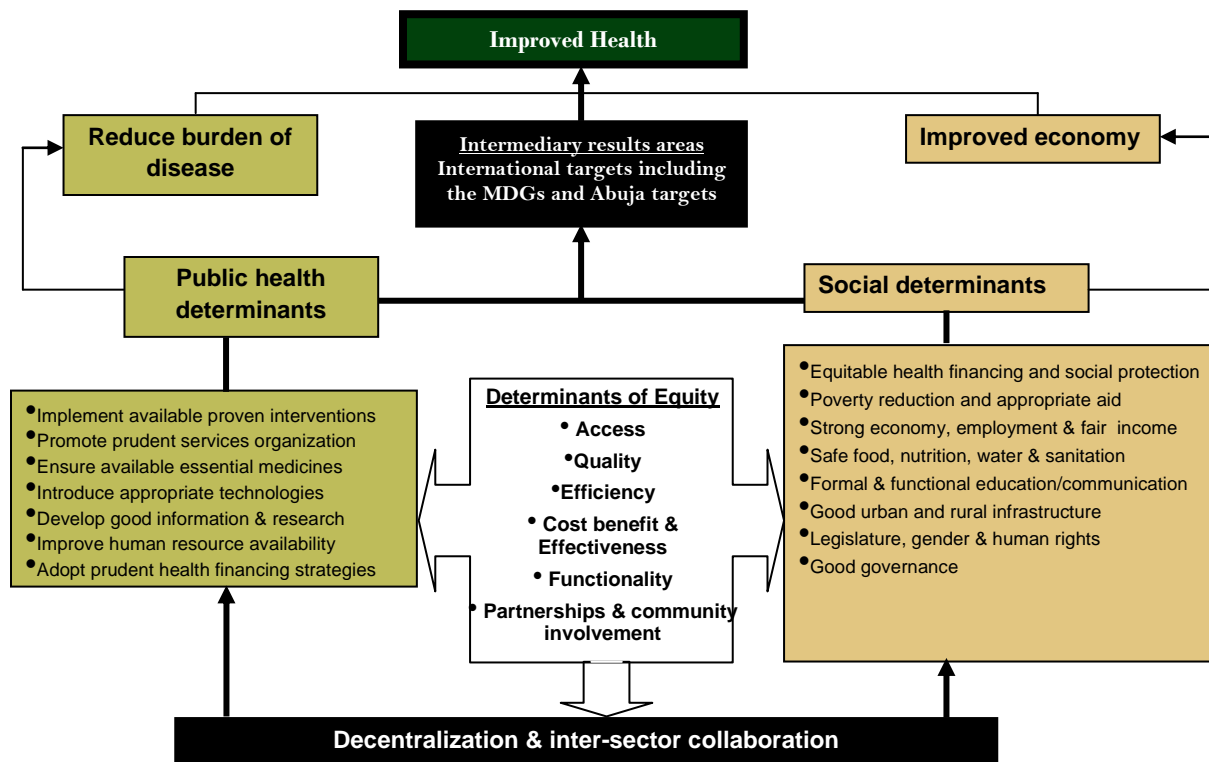 Improved Health
Reduce burden of
disease
Intermediary results areas
International targets including
the MDGs and Abuja targets
Improved economy
Public health
determinants
Social determinants
•Implement available proven interventions
•Promote prudent services organization
•Ensure available essential medicines
•Introduce appropriate technologies
•Develop good information & research
•Improve human resource availability
•Adopt prudent health financing strategies
Determinants of Equity
• Access
•Quality
•Efficiency
• Cost benefit &
Effectiveness
• Functionality
• Partnerships & community
involvement
•Equitable health financing and social protection
•Poverty reduction and appropriate aid
•Strong economy, employment & fair income
•Safe food, nutrition, water & sanitation
•Formal & functional education/communication
•Good urban and rural infrastructure
•Legislature, gender & human rights
•Good governance
Decentralization & inter-sector collaboration